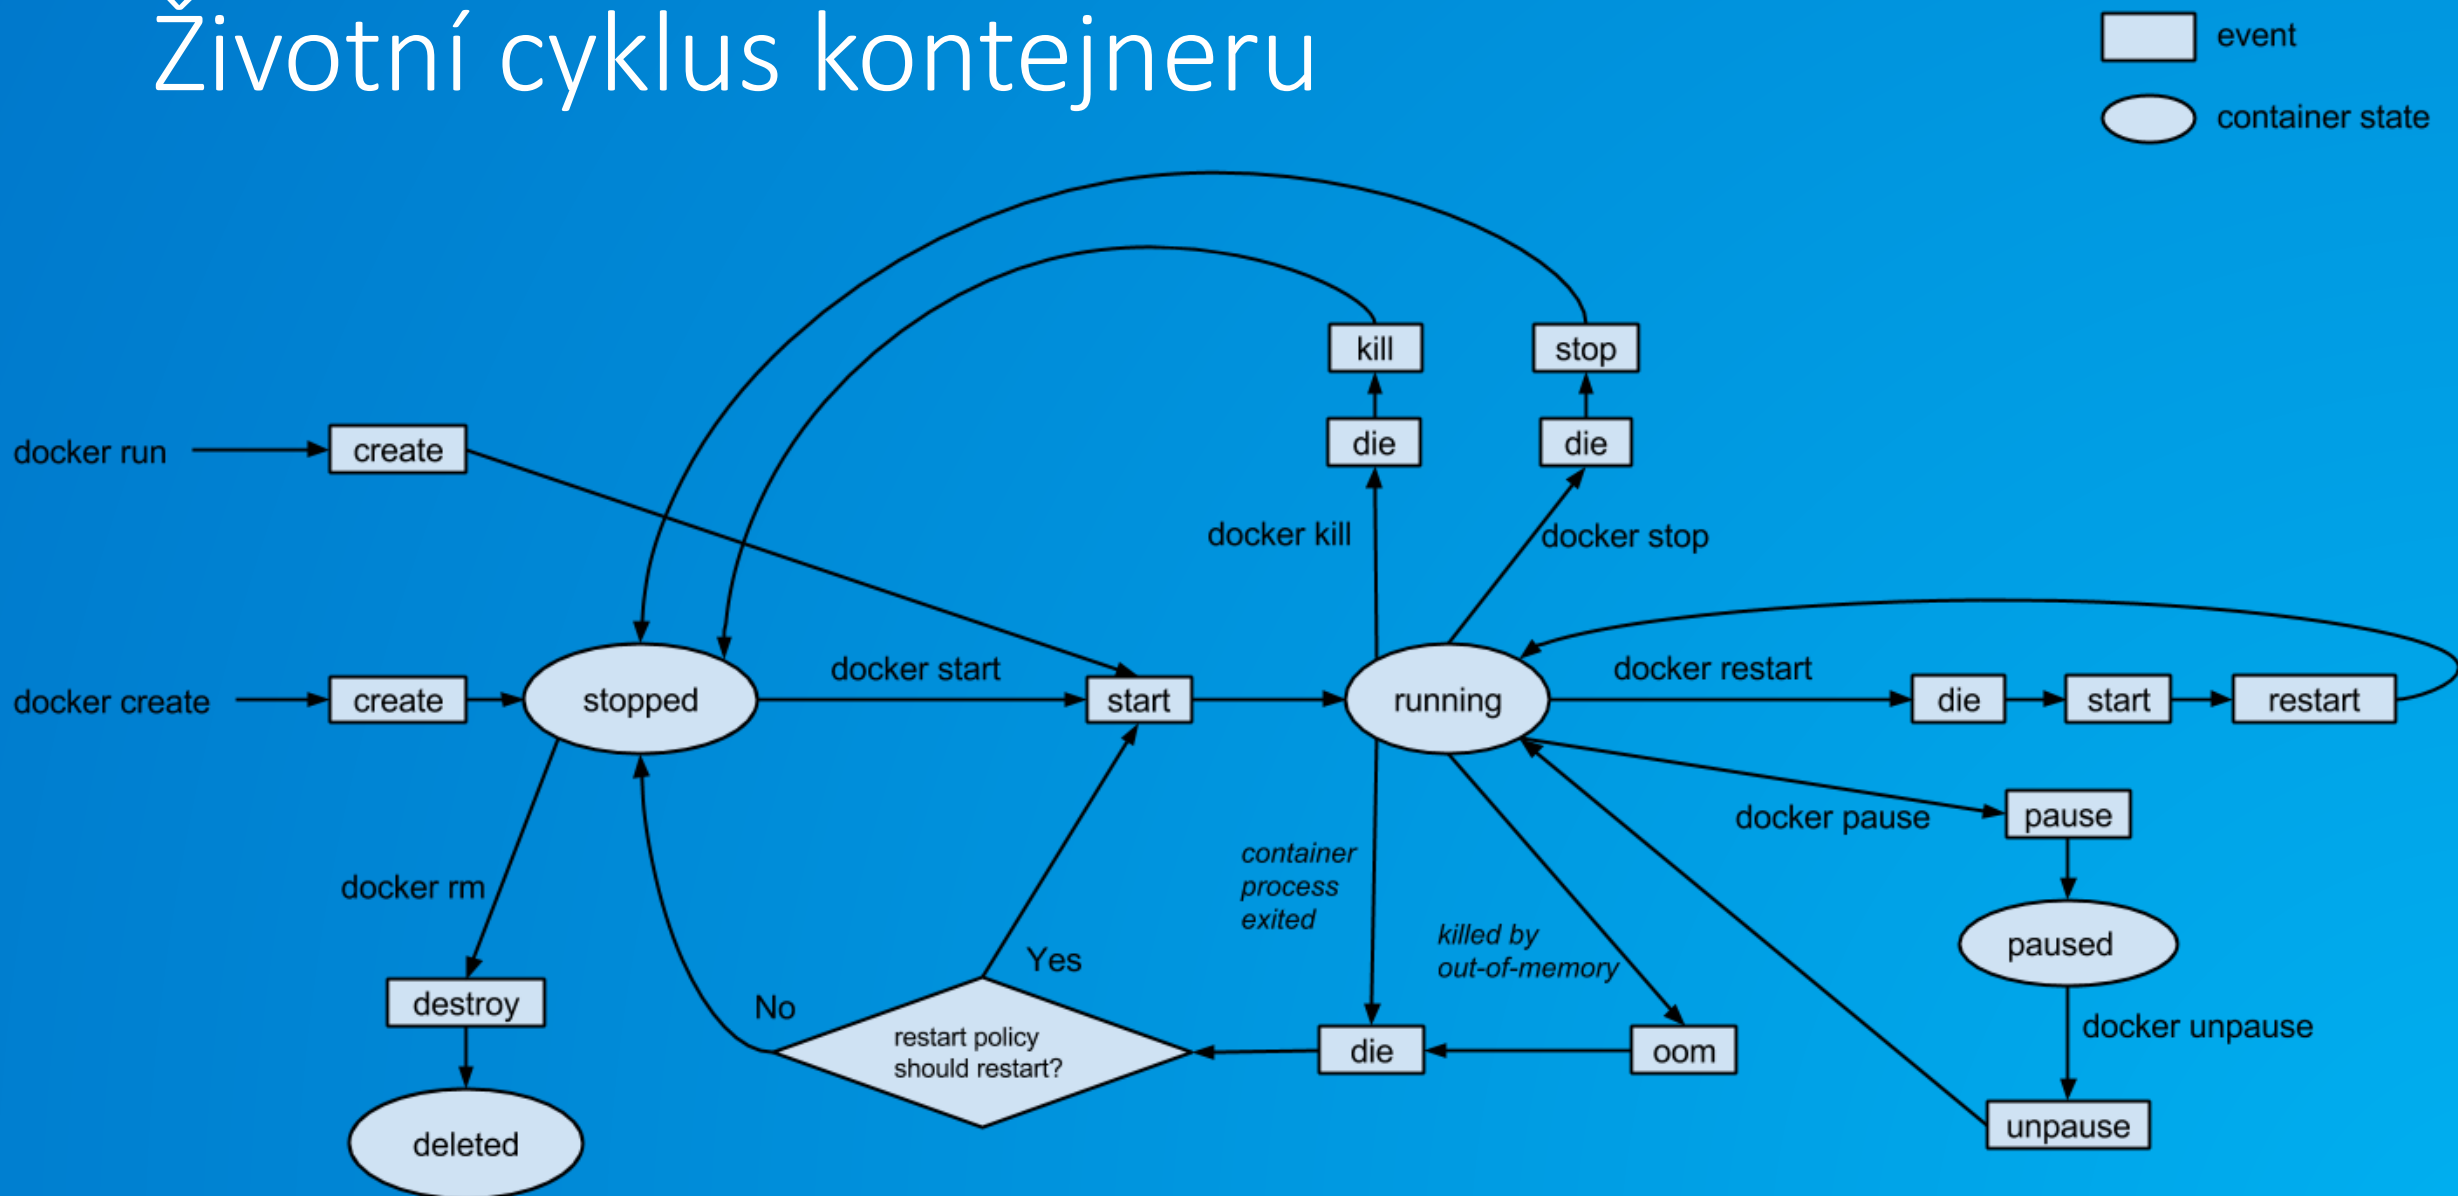 Životní cyklus kontejneru
event
container state
kill
stop
docker run
create
die
die
docker kill
docker stop
docker create
create
stopped
docker start
start
running
docker restart
die
start
restart
docker pause
pause
container
process
exited
docker rm
killed by
out-of-memory
paused
Yes
No
destroy
restart policy
should restart?
die
oom
docker unpause
unpause
deleted